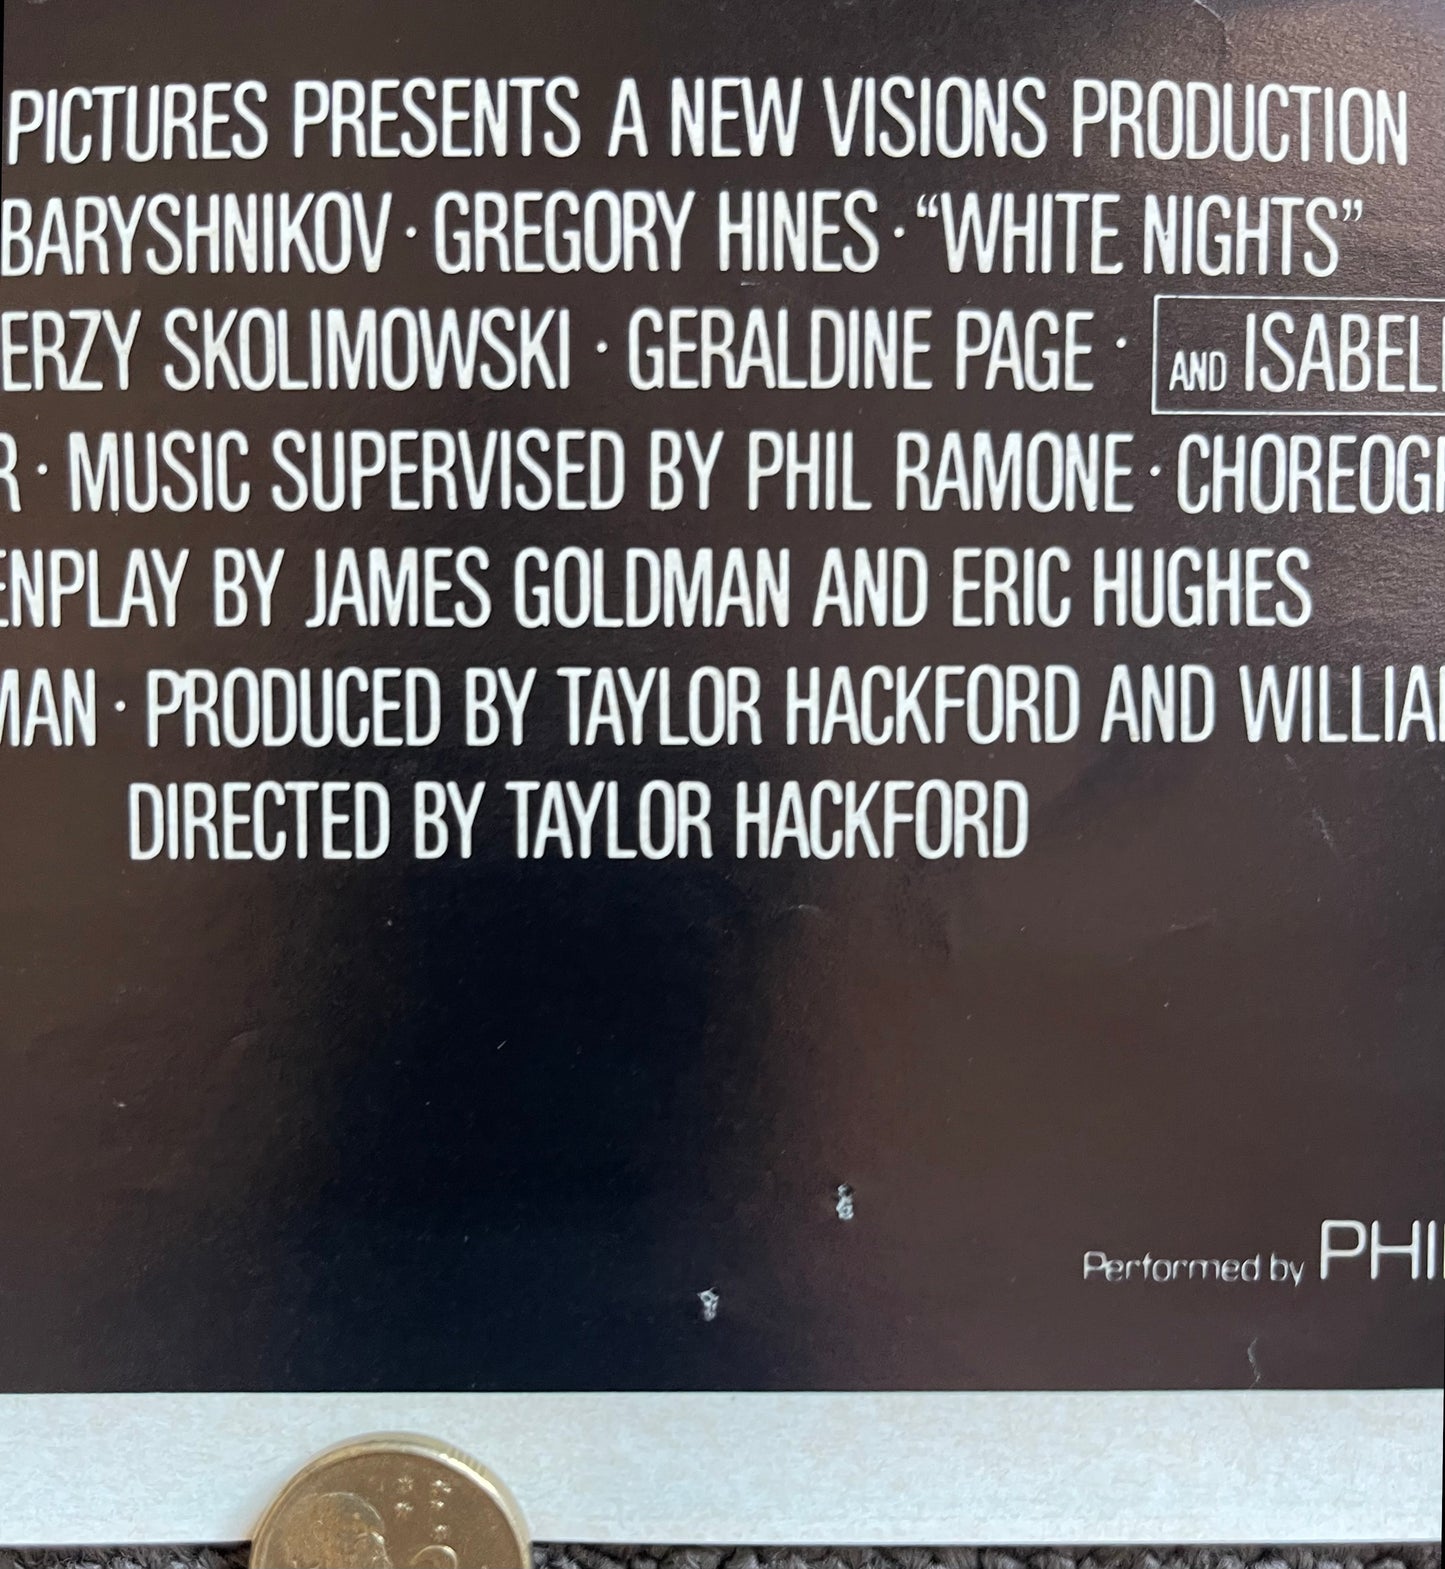 PICTURES PRESENTS A NEW VISIONS PRODUCTION
BARYSHNIKOV · GREGORY HINES · “WHITE NIGHTS”
ERZY SKOLIMOWSKI · GERALDINE PAGE · AND ISABEL
R · MUSIC SUPERVISED BY PHIL RAMONE · CHOREOG
ENPLAY BY JAMES GOLDMAN AND ERIC HUGHES
MAN · PRODUCED BY TAYLOR HACKFORD AND WILLIA
DIRECTED BY TAYLOR HACKFORD
Performed by PHI